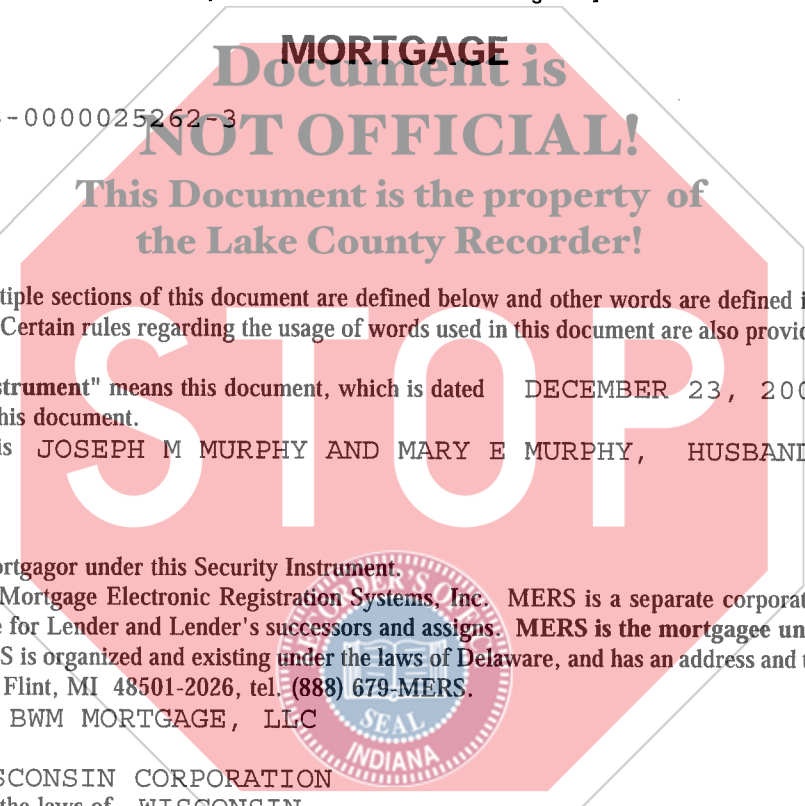 MORTGAGE
Document is
-0000025262-3
NOT OFFICIAL!
This Document is the property of
the Lake County Recorder!
tiple sections of this document are defined below and other words are defined i
Certain rules regarding the usage of words used in this document are also provid
STOP
strument" means this document, which is dated DECEMBER 23, 200
his document.
is JOSEPH M MURPHY AND MARY E MURPHY, HUSBAND
ortgagor under this Security Instrument.
Mortgage Electronic Registration Systems, Inc. MERS is a separate corporat
e for Lender and Lender's successors and assigns. MERS is the mortgagee un
S is organized and existing under the laws of Delaware, and has an address and t
Flint, MI 48501-2026, tel. (888) 679-MERS.
BWM MORTGAGE, LLC
SEAL
INDIANA
SCONSIN CORPORATION
the laws of WISCONSIN